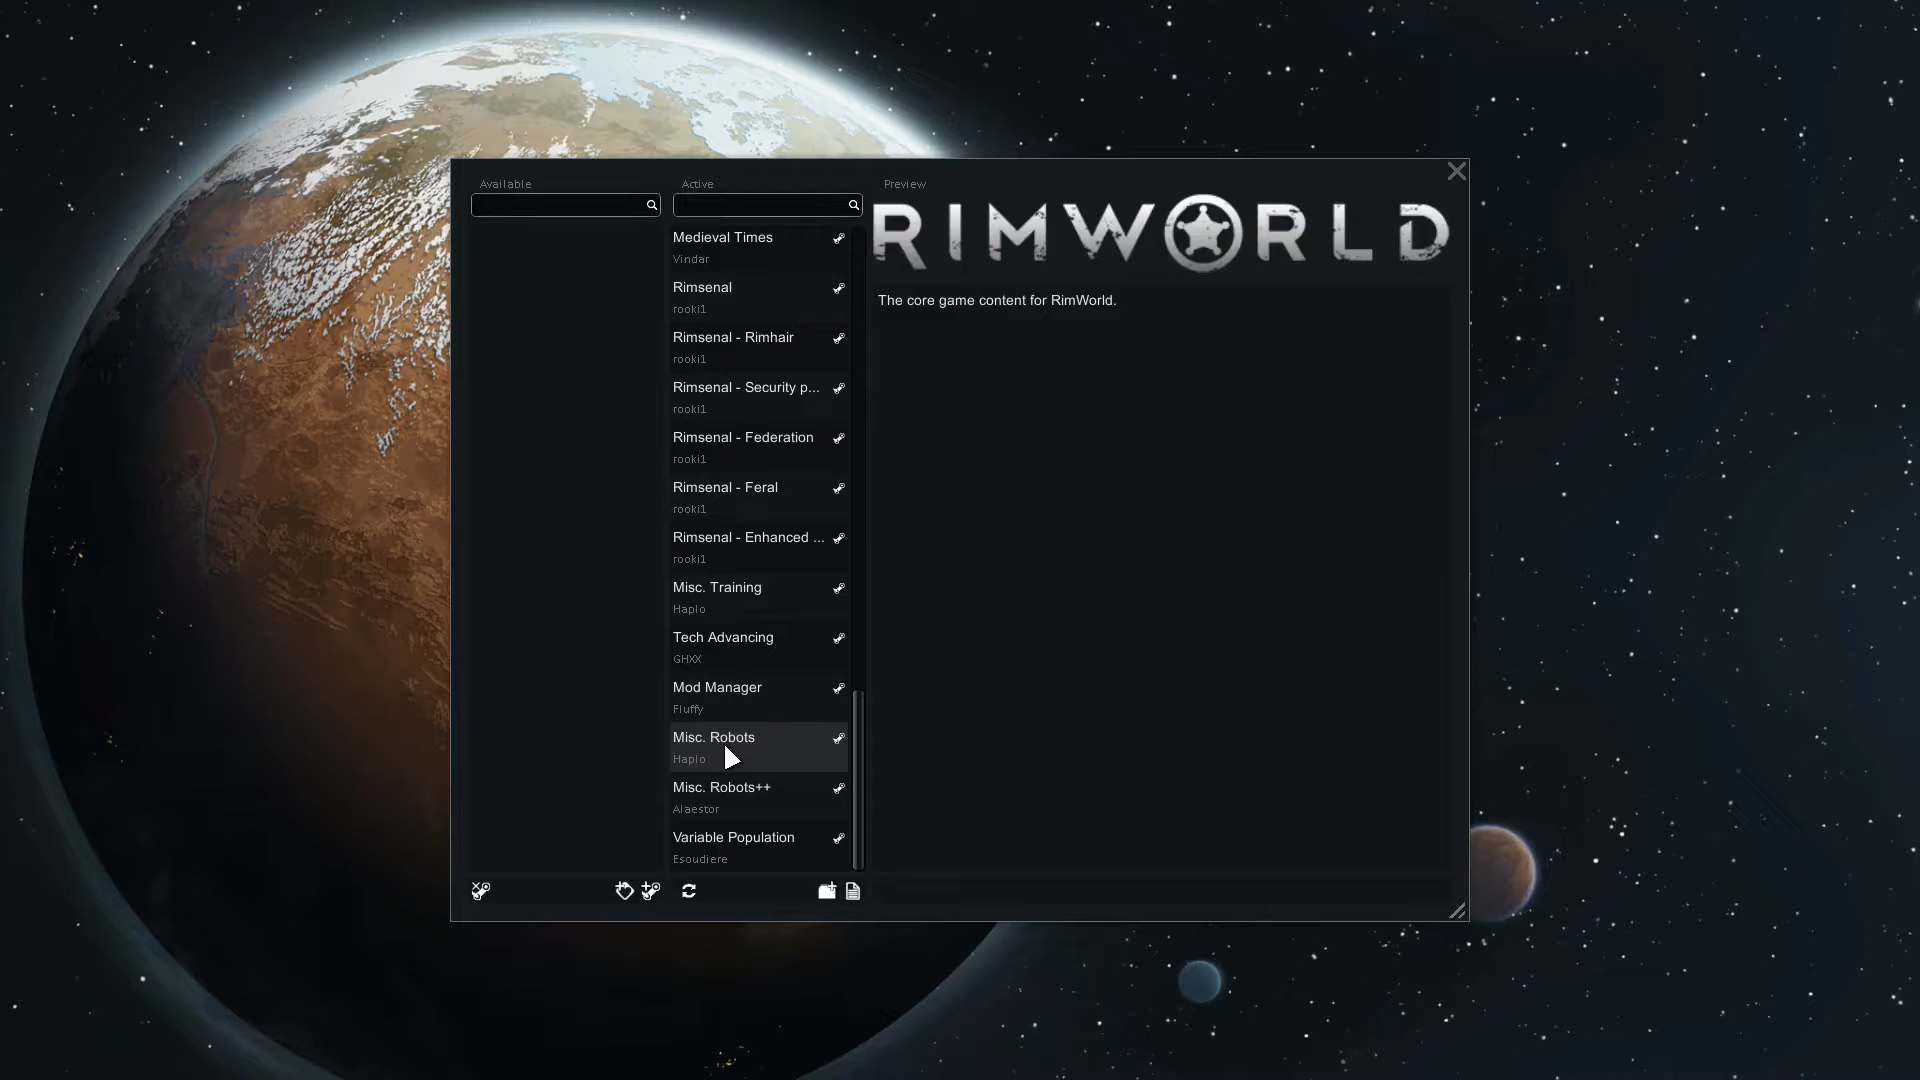 Available
Active
Preview
RIMWORLD
The core game content for RimWorld.
Medieval Times
Vindar
Rimsenal
rooki1
Rimsenal - Rimhair
rooki1
Rimsenal - Security p...
rooki1
Rimsenal - Federation
rooki1
Rimsenal - Feral
rooki1
Rimsenal - Enhanced ...
rooki1
Misc. Training
Haplo
Tech Advancing
GHXX
Mod Manager
Fluffy
Misc. Robots
Haplo
Misc. Robots++
Alaestor
Variable Population
Esoudiere